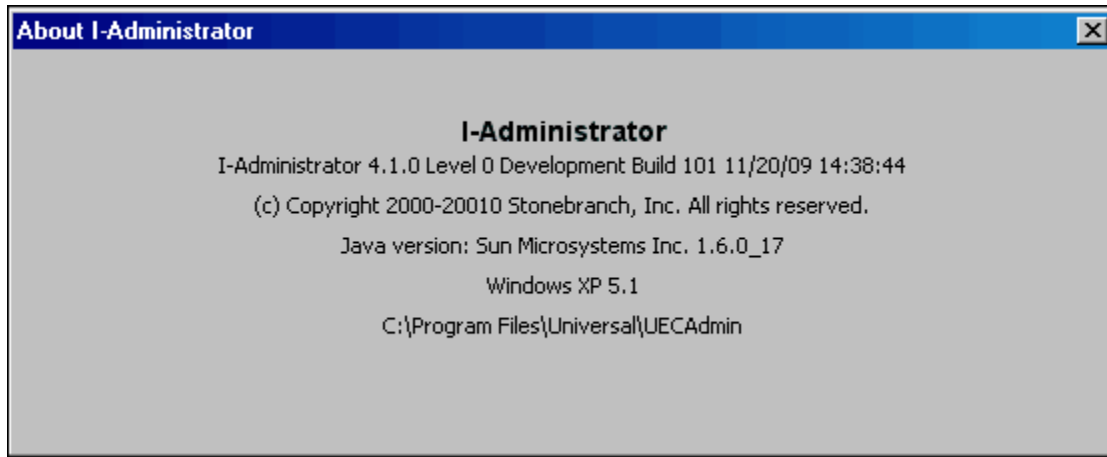 About I-Administrator
I-Administrator
I-Administrator 4.1.0 Level 0 Development Build 101 11/20/09 14:38:44
(c) Copyright 2000-20010 Stonebranch, Inc. All rights reserved.
Java version: Sun Microsystems Inc. 1.6.0_17
Windows XP 5.1
C:\Program Files\Universal\UECAdmin